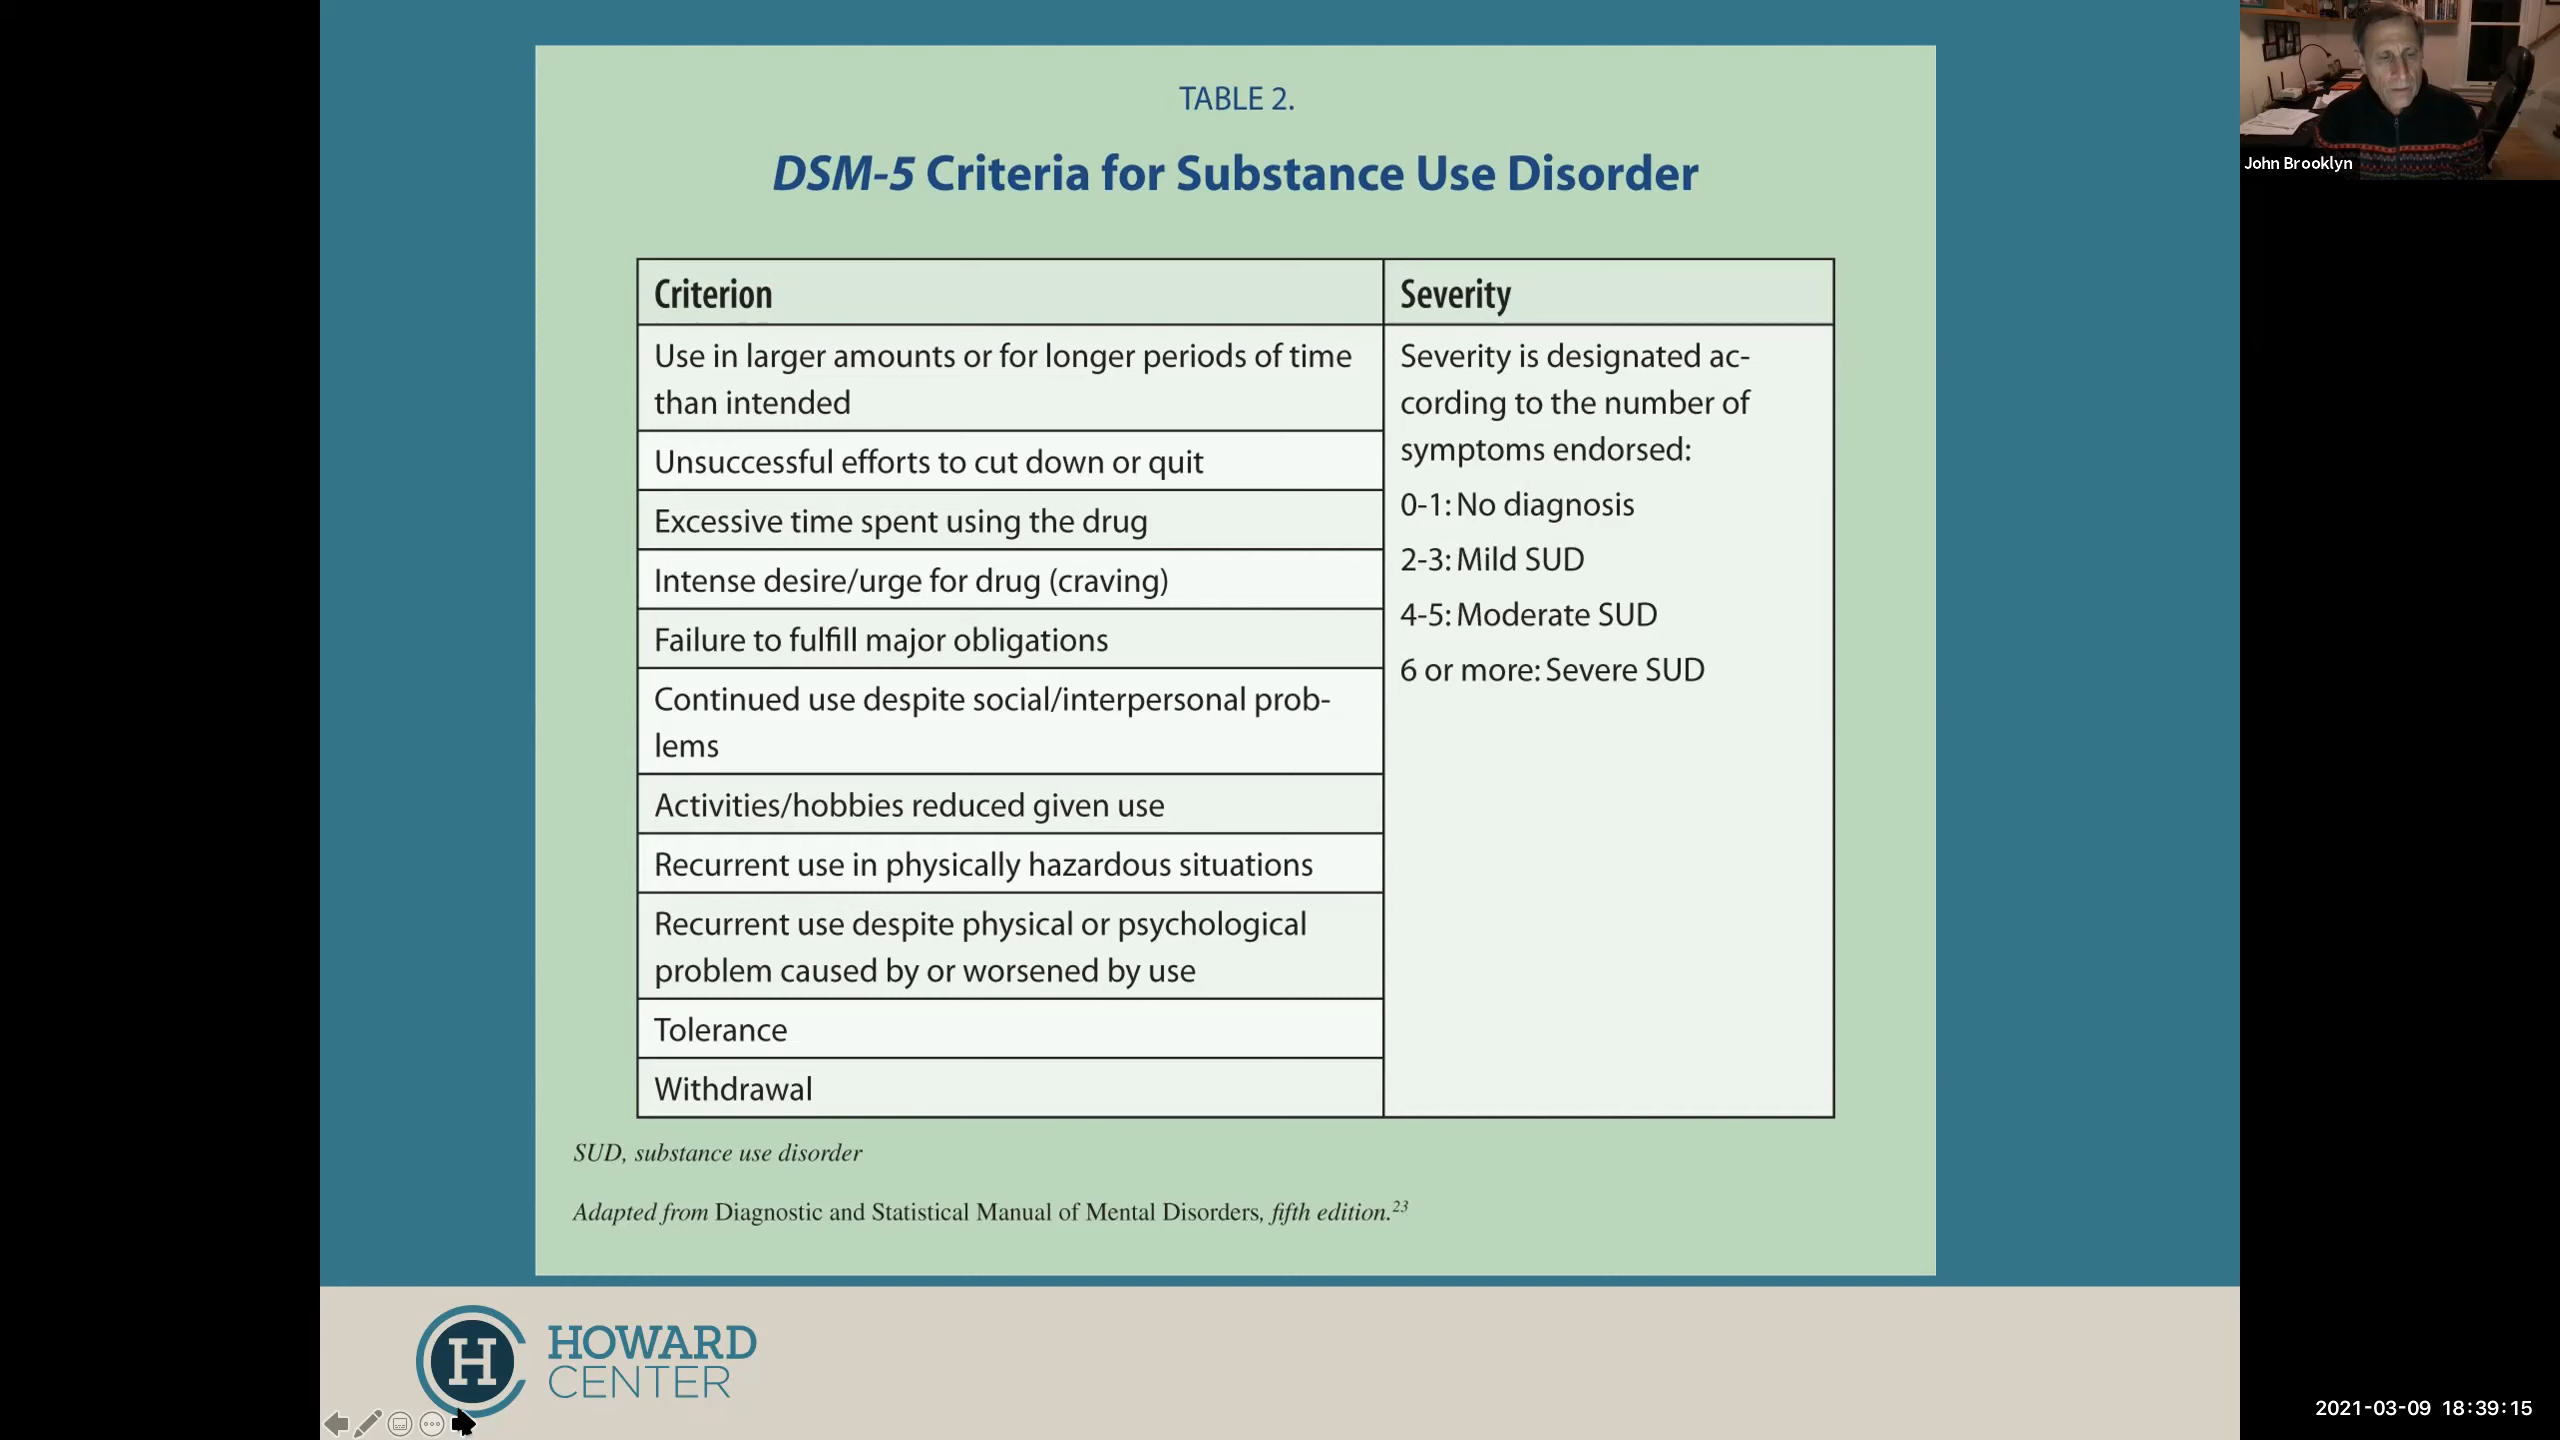 TABLE 2.
DSM-5 Criteria for Substance Use Disorder
Criterion
Severity
Use in larger amounts or for longer periods of time
than intended
Unsuccessful efforts to cut down or quit
Excessive time spent using the drug
Intense desire/urge for drug (craving)
Failure to fulfill major obligations
Continued use despite social/interpersonal prob-
lems
Activities/hobbies reduced given use
Recurrent use in physically hazardous situations
Recurrent use despite physical or psychological
problem caused by or worsened by use
Tolerance
Withdrawal
Severity is designated ac-
cording to the number of
symptoms endorsed:
0-1: No diagnosis
2-3: Mild SUD
4-5: Moderate SUD
6 or more: Severe SUD
SUD, substance use disorder
Adapted from Diagnostic and Statistical Manual of Mental Disorders, fifth edition.23
H
HOWARD
CENTER
John Brooklyn
2021-03-09 18:39:15